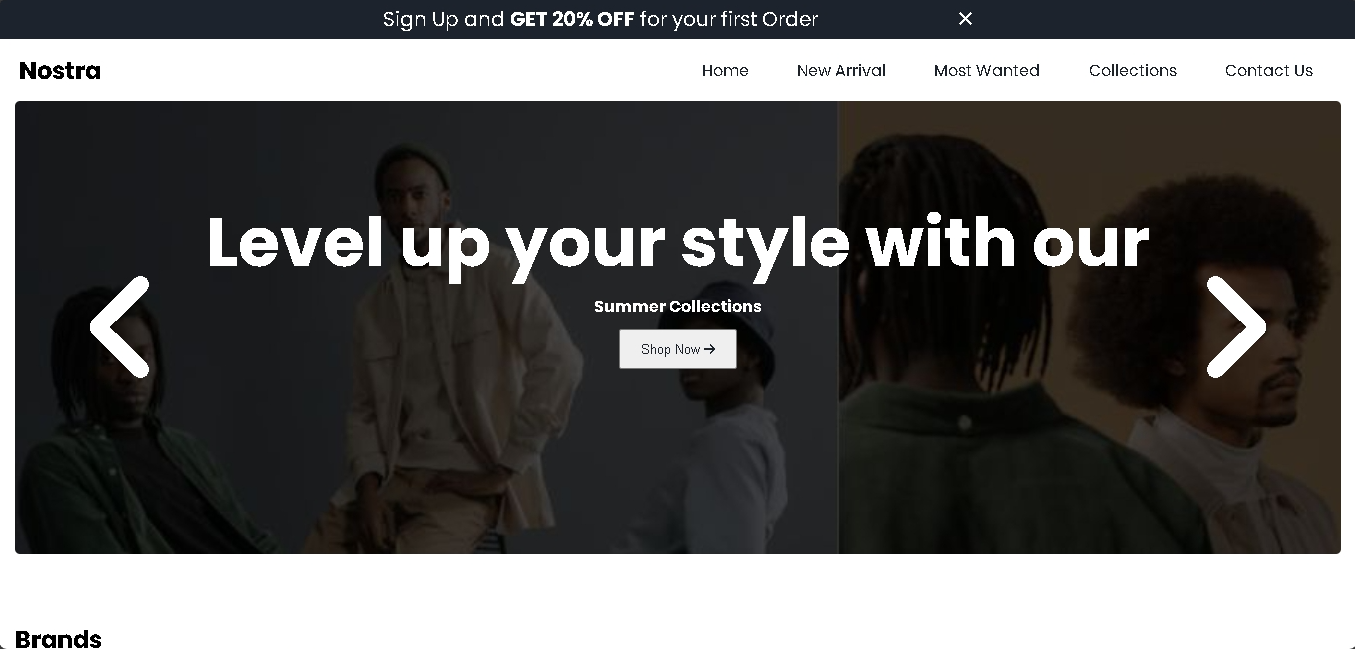 Sign Up and GET 20% OFF for your first Order
Nostra
Home
New Arrival
Most Wanted
Collections
Contact Us
Level up your style with our
Summer Collections
Shop Now
Brands